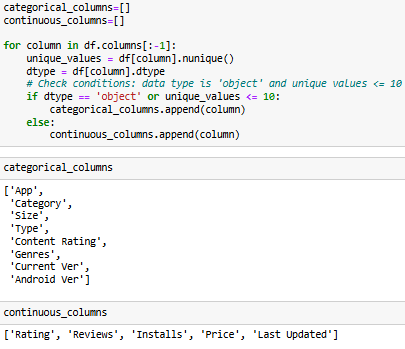 categorical_columns=[]
continuous_columns=[]
for column in df.columns[:-1]:
    unique_values = df[column].nunique()
    dtype = df[column].dtype
    # Check conditions: data type is 'object' and unique values <= 10
    if dtype == 'object' or unique_values <= 10:
        categorical_columns.append(column)
    else:
        continuous_columns.append(column)
categorical_columns
['App',
 'Category',
 'Size',
 'Type',
 'Content Rating',
 'Genres',
 'Current Ver',
 'Android Ver']
continuous_columns
['Rating', 'Reviews', 'Installs', 'Price', 'Last Updated']